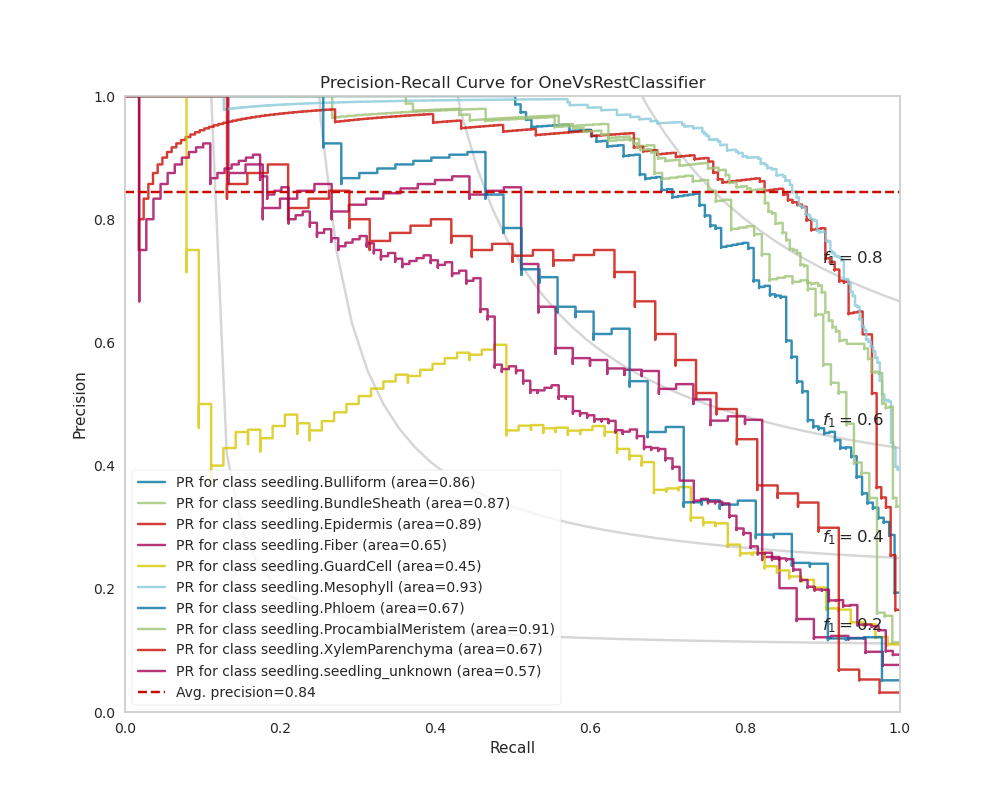 Precision-Recall Curve for OneVsRestClassifier
1.0
0.8
0.6
0.4
0.2
0.0
Precision
f1 = 0.8
f1 = 0.6
f1 = 0.4
f1 = 0.2
PR for class seedling.Bulliform (area=0.86)
PR for class seedling.BundleSheath (area=0.87)
PR for class seedling.Epidermis (area=0.89)
PR for class seedling.Fiber (area=0.65)
PR for class seedling.GuardCell (area=0.45)
PR for class seedling.Mesophyll (area=0.93)
PR for class seedling.Phloem (area=0.67)
PR for class seedling.ProcambialMeristem (area=0.91)
PR for class seedling.XylemParenchyma (area=0.67)
PR for class seedling.seedling_unknown (area=0.57)
Avg. precision=0.84
0.0 0.2 0.4 0.6 0.8 1.0
Recall